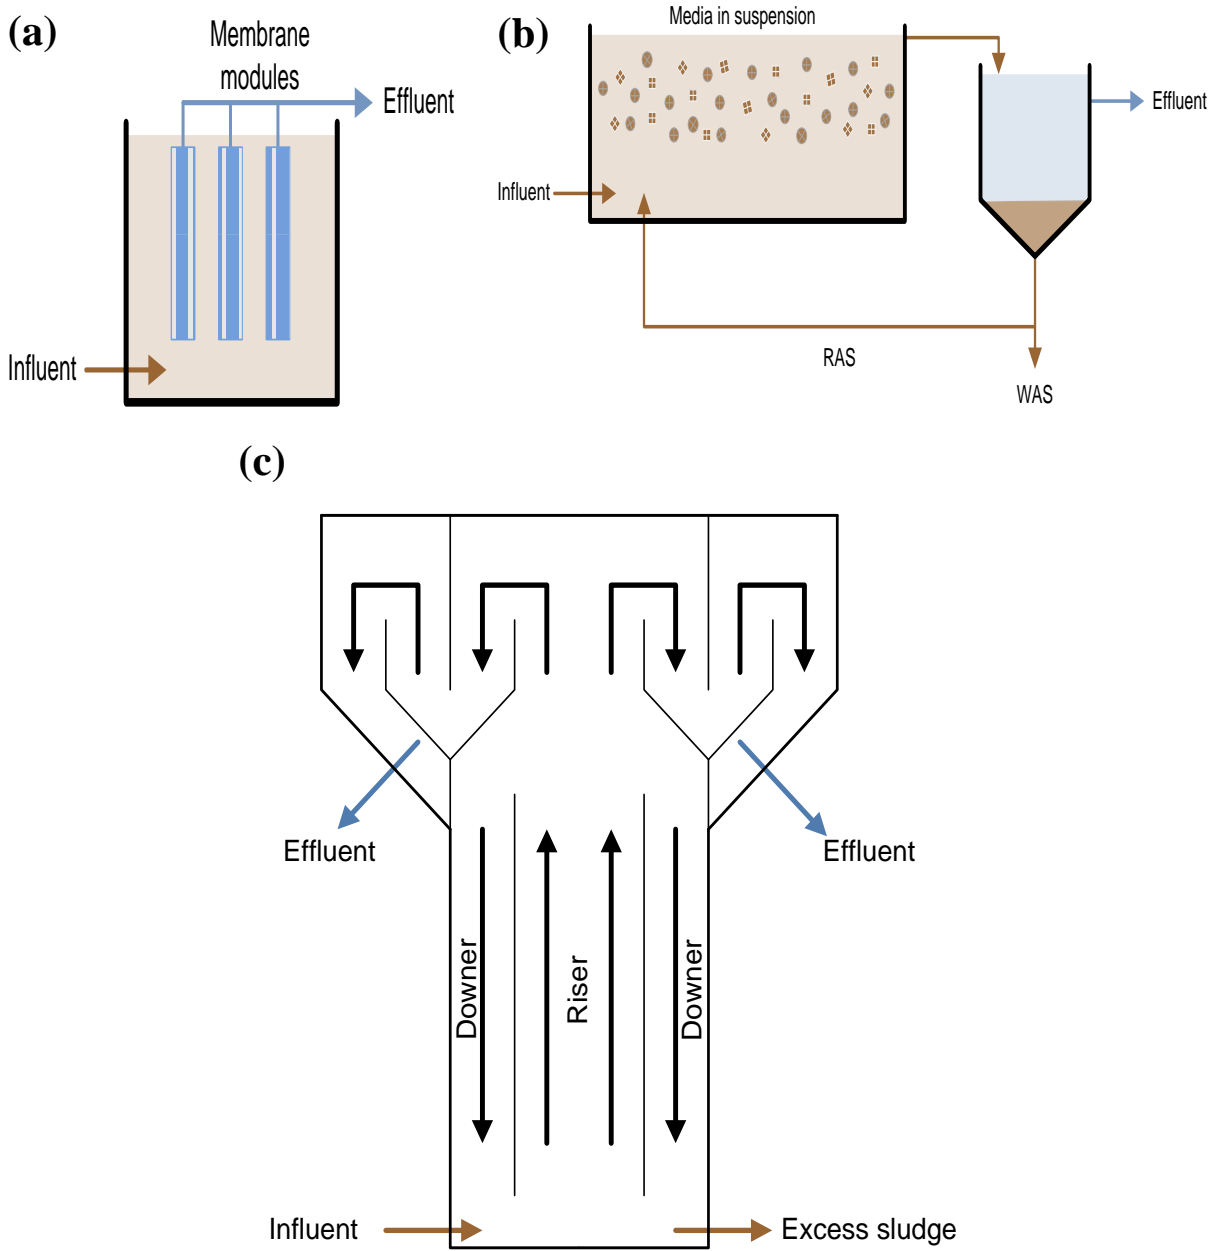 (a)
Membrane
modules
Effluent
Influent
(b)
Media in suspension
Effluent
Influent
RAS
WAS
(c)
Effluent
Effluent
Downer
Riser
Downer
Influent
Excess sludge